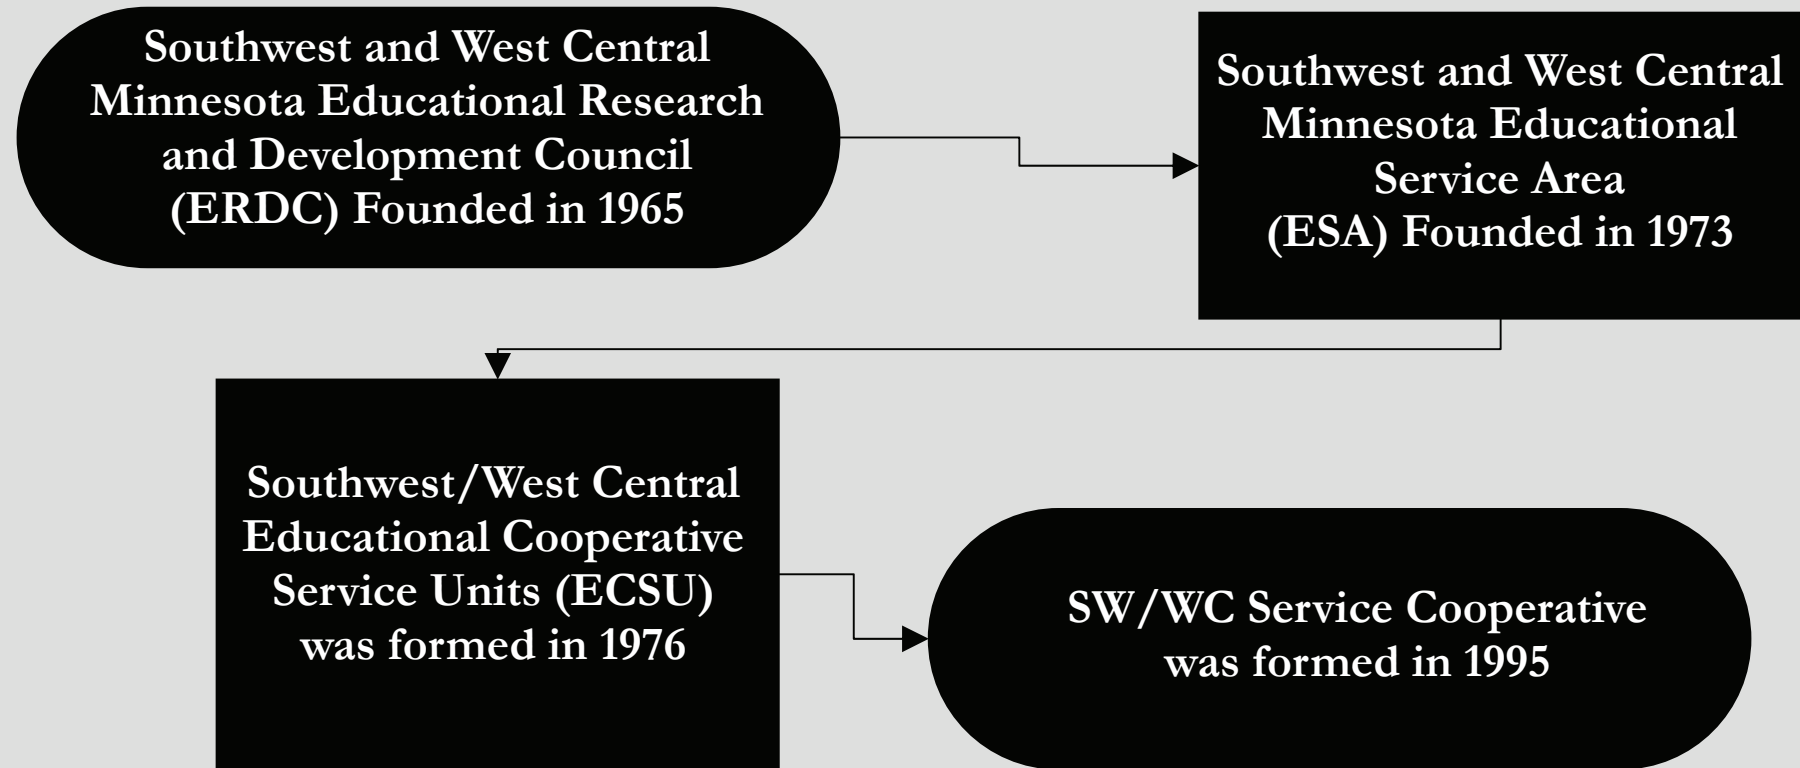 Southwest and West Central
Minnesota Educational Research
and Development Council
(ERDC) Founded in 1965
Southwest and West Central
Minnesota Educational
Service Area
(ESA) Founded in 1973
Southwest/West Central
Educational Cooperative
Service Units (ECSU)
was formed in 1976
SW/WC Service Cooperative
was formed in 1995